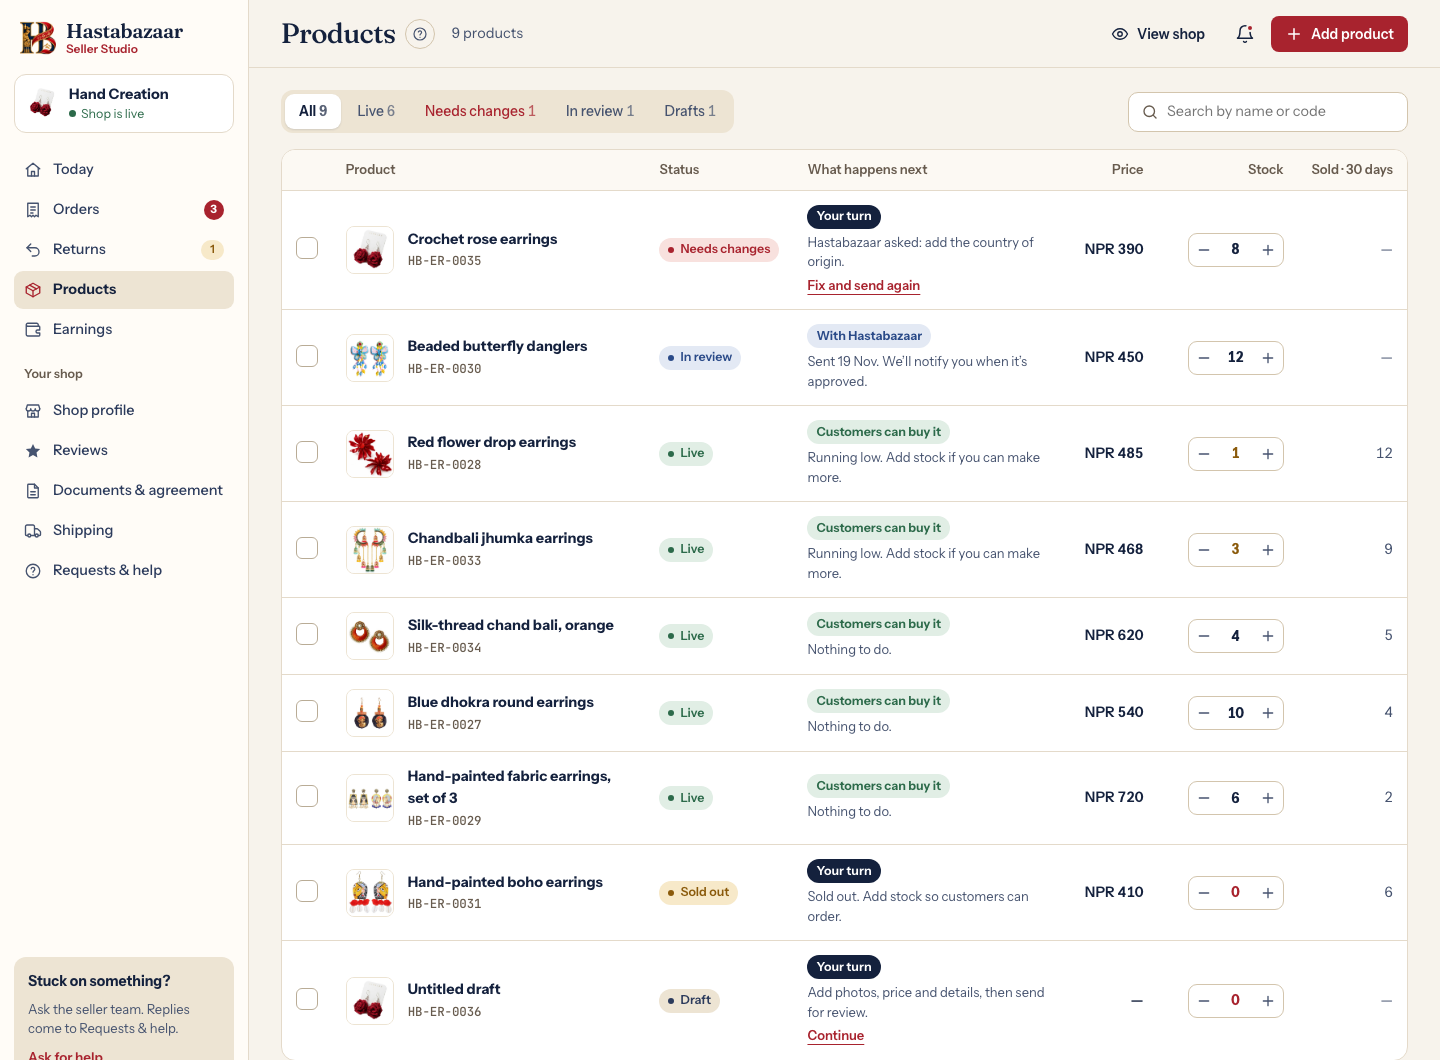 Hastabazaar
Seller Studio
Products
9 products
View shop
Add product
Hand Creation
Shop is live
All 9
Live 6
Needs changes 1
In review 1
Drafts 1
Search by name or code
Today
Orders 3
Returns 1
Products
Earnings
Your shop
Shop profile
Reviews
Documents & agreement
Shipping
Requests & help
Stuck on something?
Ask the seller team. Replies
come to Requests & help.
Ask for help
Product Status What happens next Price Stock Sold · 30 days
Crochet rose earrings
HB-ER-0035
Needs changes
Your turn
Hastabazaar asked: add the country of
origin.
Fix and send again
NPR 390
− 8 +
—
Beaded butterfly danglers
HB-ER-0030
In review
With Hastabazaar
Sent 19 Nov. We'll notify you when it's
approved.
NPR 450
− 12 +
—
Red flower drop earrings
HB-ER-0028
Live
Customers can buy it
Running low. Add stock if you can make
more.
NPR 485
− 1 +
12
Chandbali jhumka earrings
HB-ER-0033
Live
Customers can buy it
Running low. Add stock if you can make
more.
NPR 468
− 3 +
9
Silk-thread chand bali, orange
HB-ER-0034
Live
Customers can buy it
Nothing to do.
NPR 620
− 4 +
5
Blue dhokra round earrings
HB-ER-0027
Live
Customers can buy it
Nothing to do.
NPR 540
− 10 +
4
Hand-painted fabric earrings,
set of 3
HB-ER-0029
Live
Customers can buy it
Nothing to do.
NPR 720
− 6 +
2
Hand-painted boho earrings
HB-ER-0031
Sold out
Your turn
Sold out. Add stock so customers can
order.
NPR 410
− 0 +
6
Untitled draft
HB-ER-0036
Draft
Your turn
Add photos, price and details, then send
for review.
Continue
—
− 0 +
—